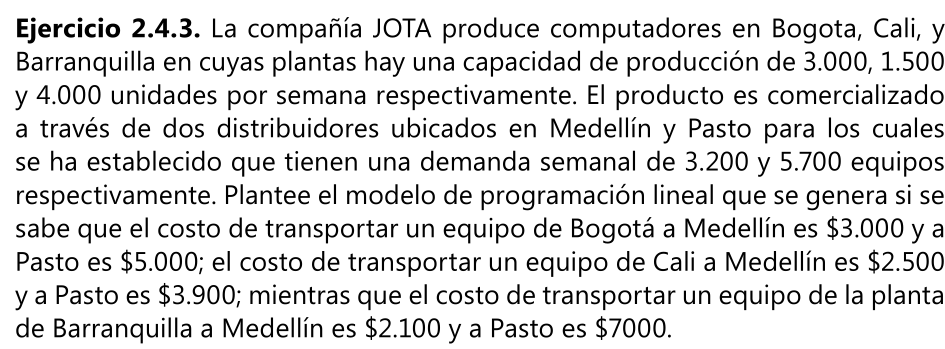 Ejercicio 2.4.3. La compañía JOTA produce computadores en Bogota, Cali, y
Barranquilla en cuyas plantas hay una capacidad de producción de 3.000, 1.500
y 4.000 unidades por semana respectivamente. El producto es comercializado
a través de dos distribuidores ubicados en Medellín y Pasto para los cuales
se ha establecido que tienen una demanda semanal de 3.200 y 5.700 equipos
respectivamente. Plantee el modelo de programación lineal que se genera si se
sabe que el costo de transportar un equipo de Bogotá a Medellín es $3.000 y a
Pasto es $5.000; el costo de transportar un equipo de Cali a Medellín es $2.500
y a Pasto es $3.900; mientras que el costo de transportar un equipo de la planta
de Barranquilla a Medellín es $2.100 y a Pasto es $7000.